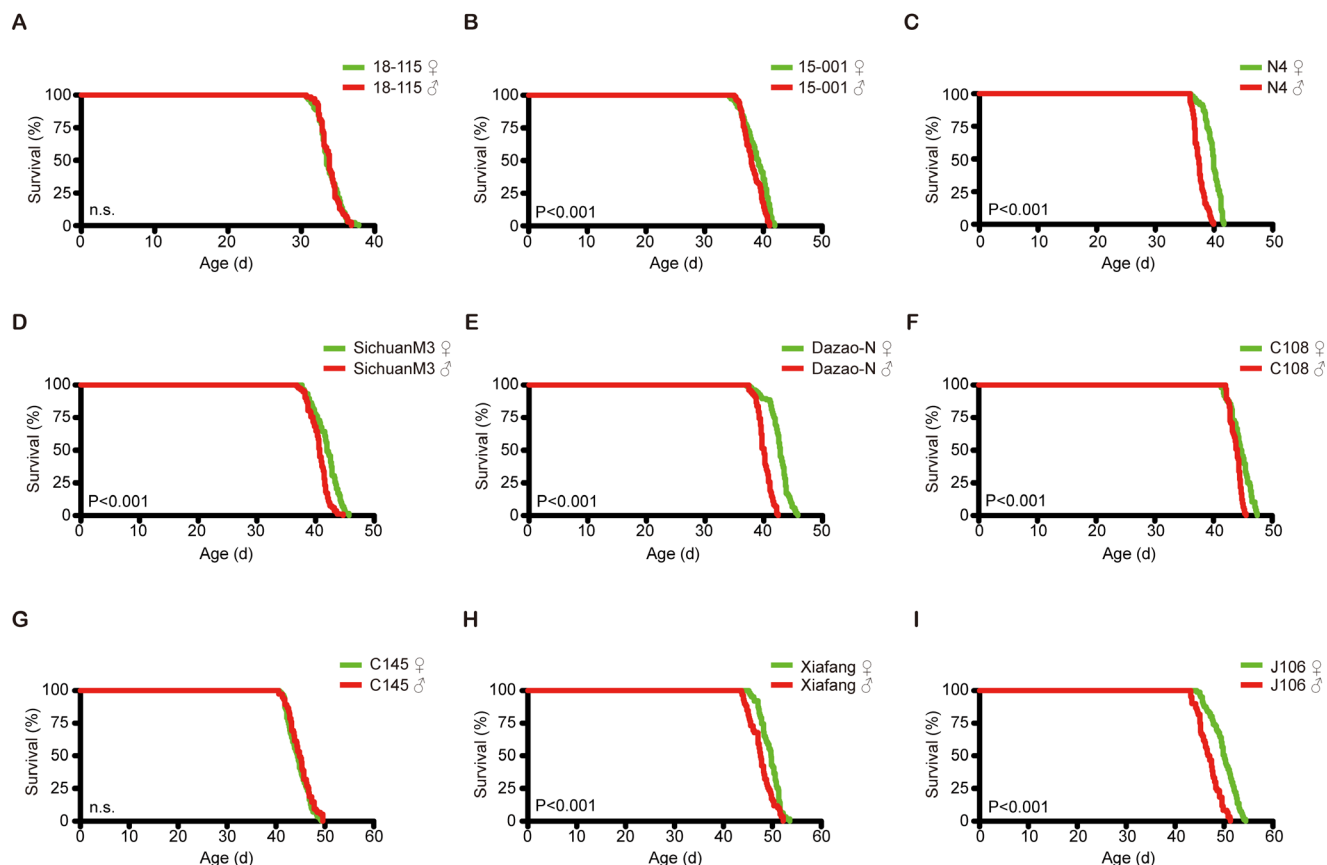 A
18-115 ♀
18-115 ♂
Survival (%)
100
75
50
25
0
n.s.
0 10 20 30 40
Age (d)
B
15-001 ♀
15-001 ♂
Survival (%)
100
75
50
25
0
P<0.001
0 10 20 30 40 50
Age (d)
C
N4 ♀
N4 ♂
Survival (%)
100
75
50
25
0
P<0.001
0 10 20 30 40 50
Age (d)
D
SichuanM3 ♀
SichuanM3 ♂
Survival (%)
100
75
50
25
0
P<0.001
0 10 20 30 40 50
Age (d)
E
Dazao-N ♀
Dazao-N ♂
Survival (%)
100
75
50
25
0
P<0.001
0 10 20 30 40 50
Age (d)
F
C108 ♀
C108 ♂
Survival (%)
100
75
50
25
0
P<0.001
0 10 20 30 40 50
Age (d)
G
C145 ♀
C145 ♂
Survival (%)
100
75
50
25
0
n.s.
0 10 20 30 40 50 60
Age (d)
H
Xiafang ♀
Xiafang ♂
Survival (%)
100
75
50
25
0
P<0.001
0 10 20 30 40 50 60
Age (d)
I
J106 ♀
J106 ♂
Survival (%)
100
75
50
25
0
P<0.001
0 10 20 30 40 50 60
Age (d)